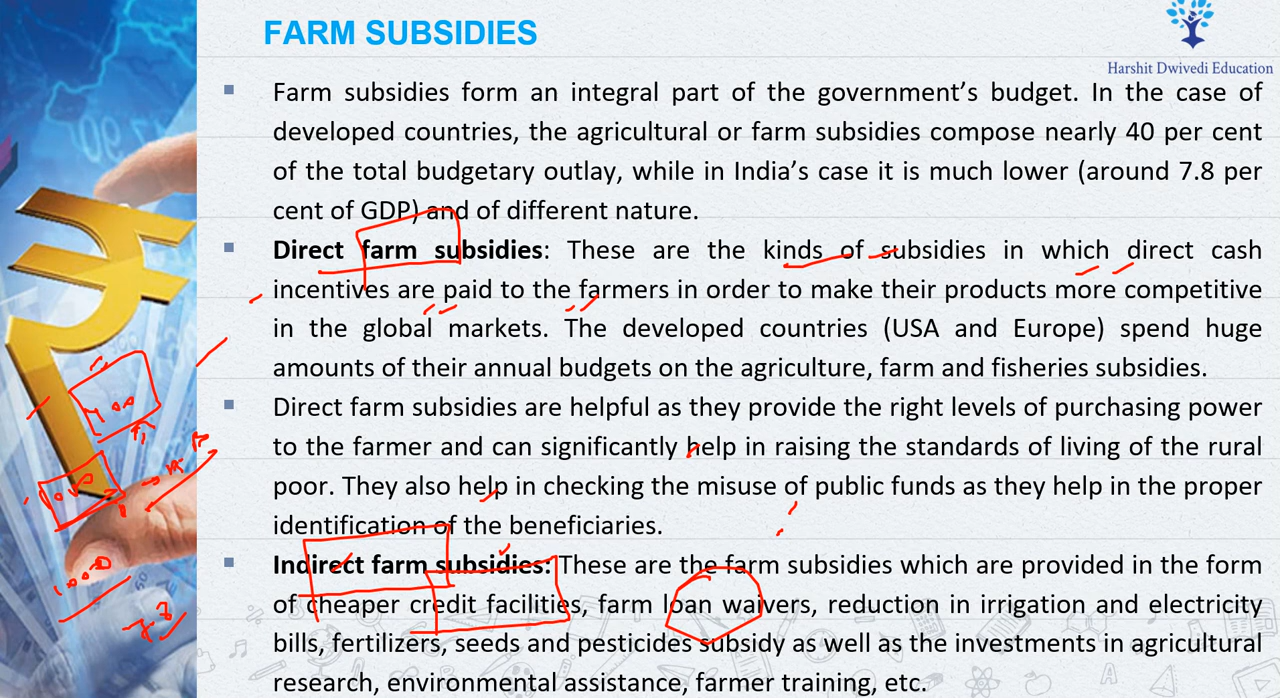 FARM SUBSIDIES
Harshit Dwivedi Education
Farm subsidies form an integral part of the government's budget. In the case of
developed countries, the agricultural or farm subsidies compose nearly 40 per cent
of the total budgetary outlay, while in India's case it is much lower (around 7.8 per
cent of GDP) and of different nature.
Direct farm subsidies: These are the kinds of subsidies in which direct cash
incentives are paid to the farmers in order to make their products more competitive
in the global markets. The developed countries (USA and Europe) spend huge
amounts of their annual budgets on the agriculture, farm and fisheries subsidies.
Direct farm subsidies are helpful as they provide the right levels of purchasing power
to the farmer and can significantly help in raising the standards of living of the rural
poor. They also help in checking the misuse of public funds as they help in the proper
identification of the beneficiaries.
Indirect farm subsidies: These are the farm subsidies which are provided in the form
of cheaper credit facilities, farm loan waivers, reduction in irrigation and electricity
bills, fertilizers, seeds and pesticides subsidy as well as the investments in agricultural
research, environmental assistance, farmer training, etc.